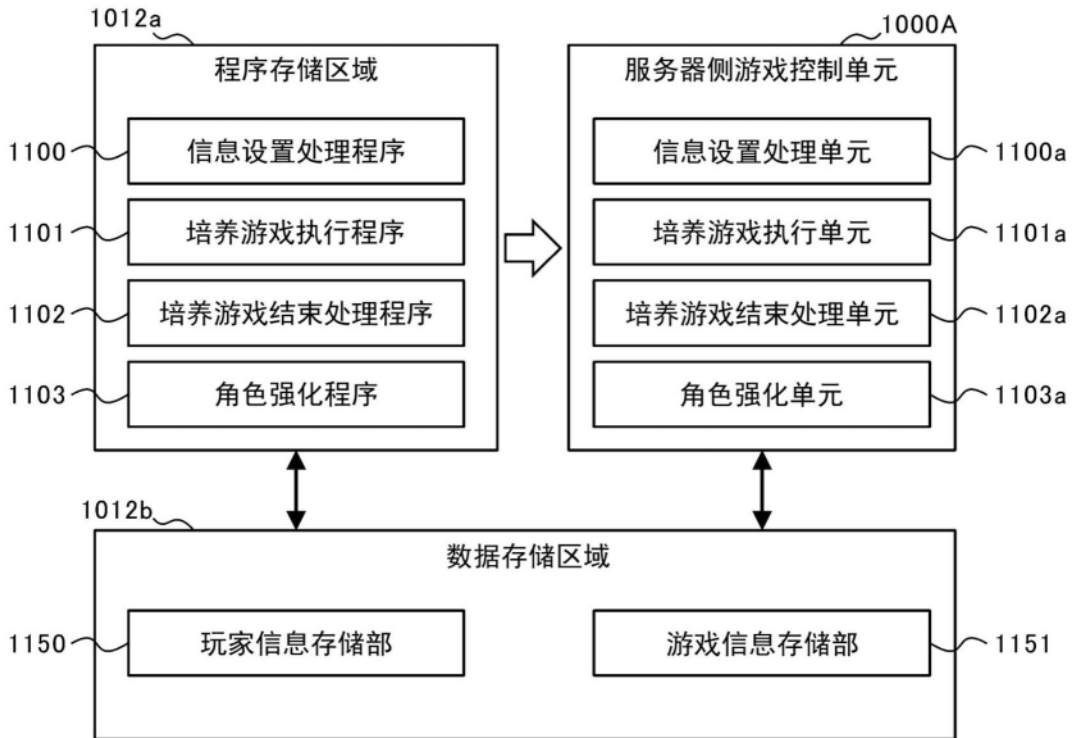 1012a
1000A
程序存储区域
服务器侧游戏控制单元
1100
信息设置处理程序
信息设置处理单元
1100a
1101
培养游戏执行程序
培养游戏执行单元
1101a
1102
培养游戏结束处理程序
培养游戏结束处理单元
1102a
1103
角色强化程序
角色强化单元
1103a
1012b
数据存储区域
1150
玩家信息存储部
游戏信息存储部
1151